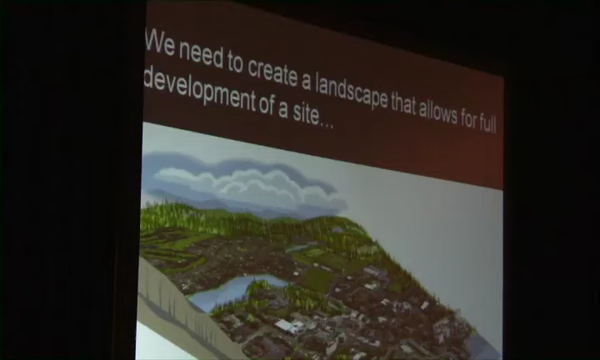 We need to create a landscape that allows for full
development of a site...